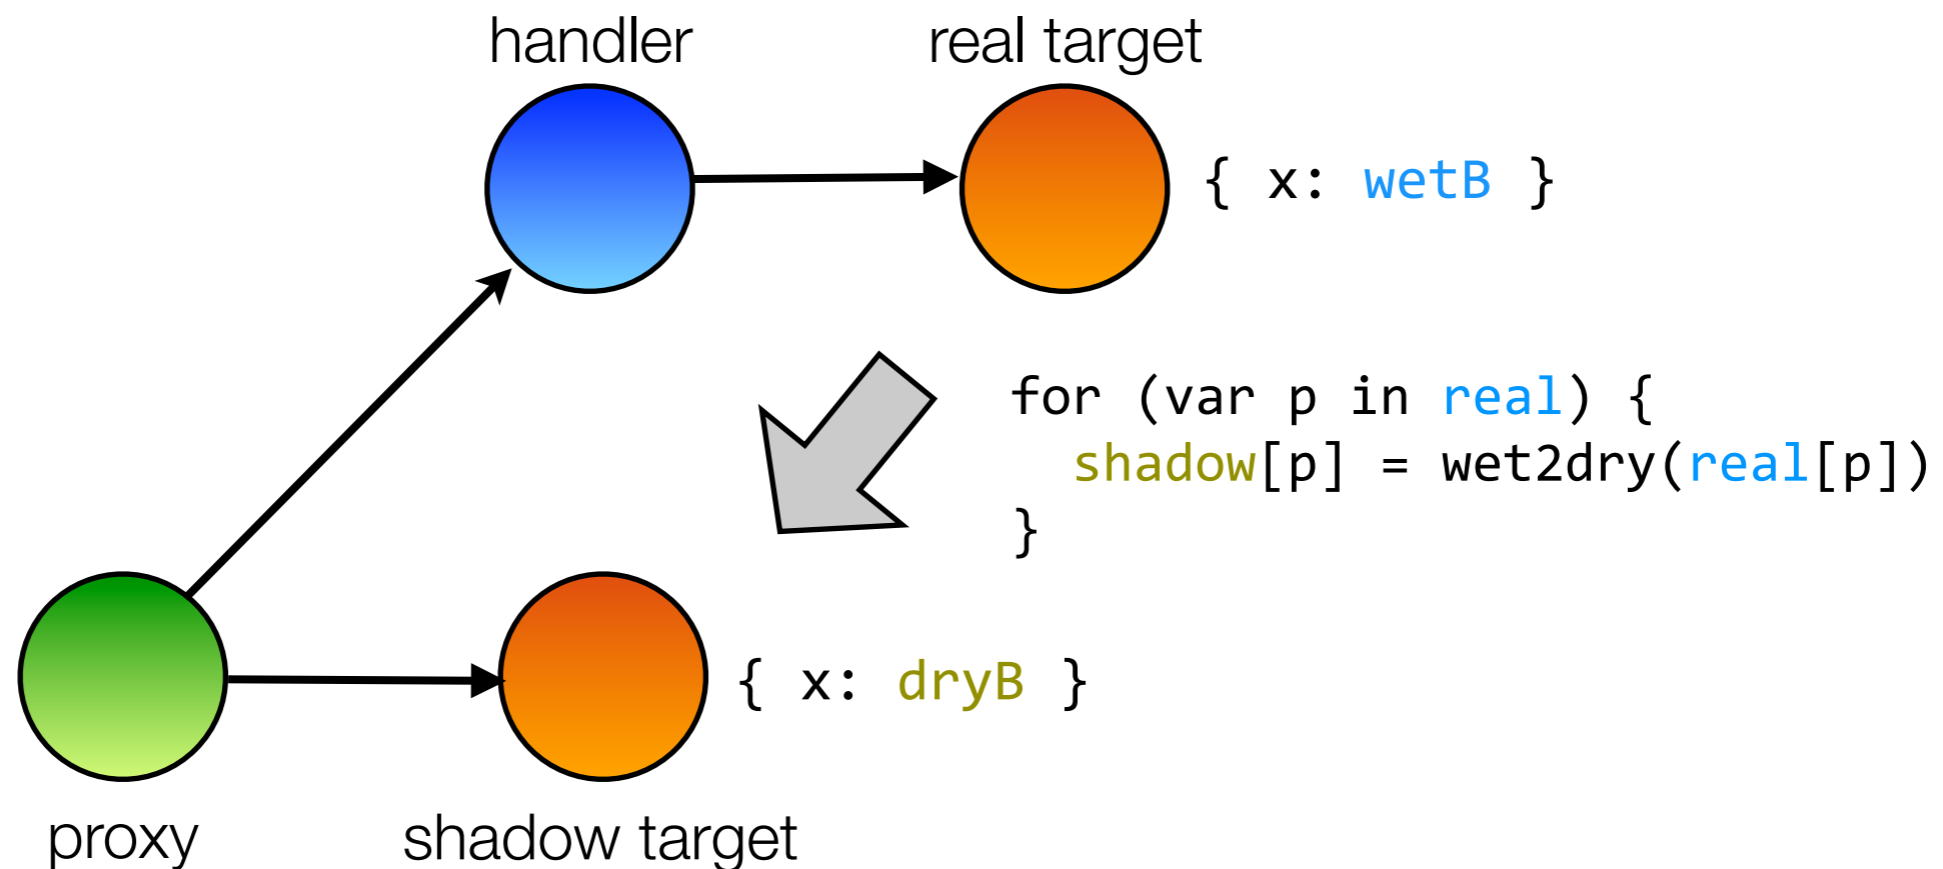 handler
real target
{ x: wetB }
for (var p in real) {
  shadow[p] = wet2dry(real[p])
}
{ x: dryB }
proxy
shadow target